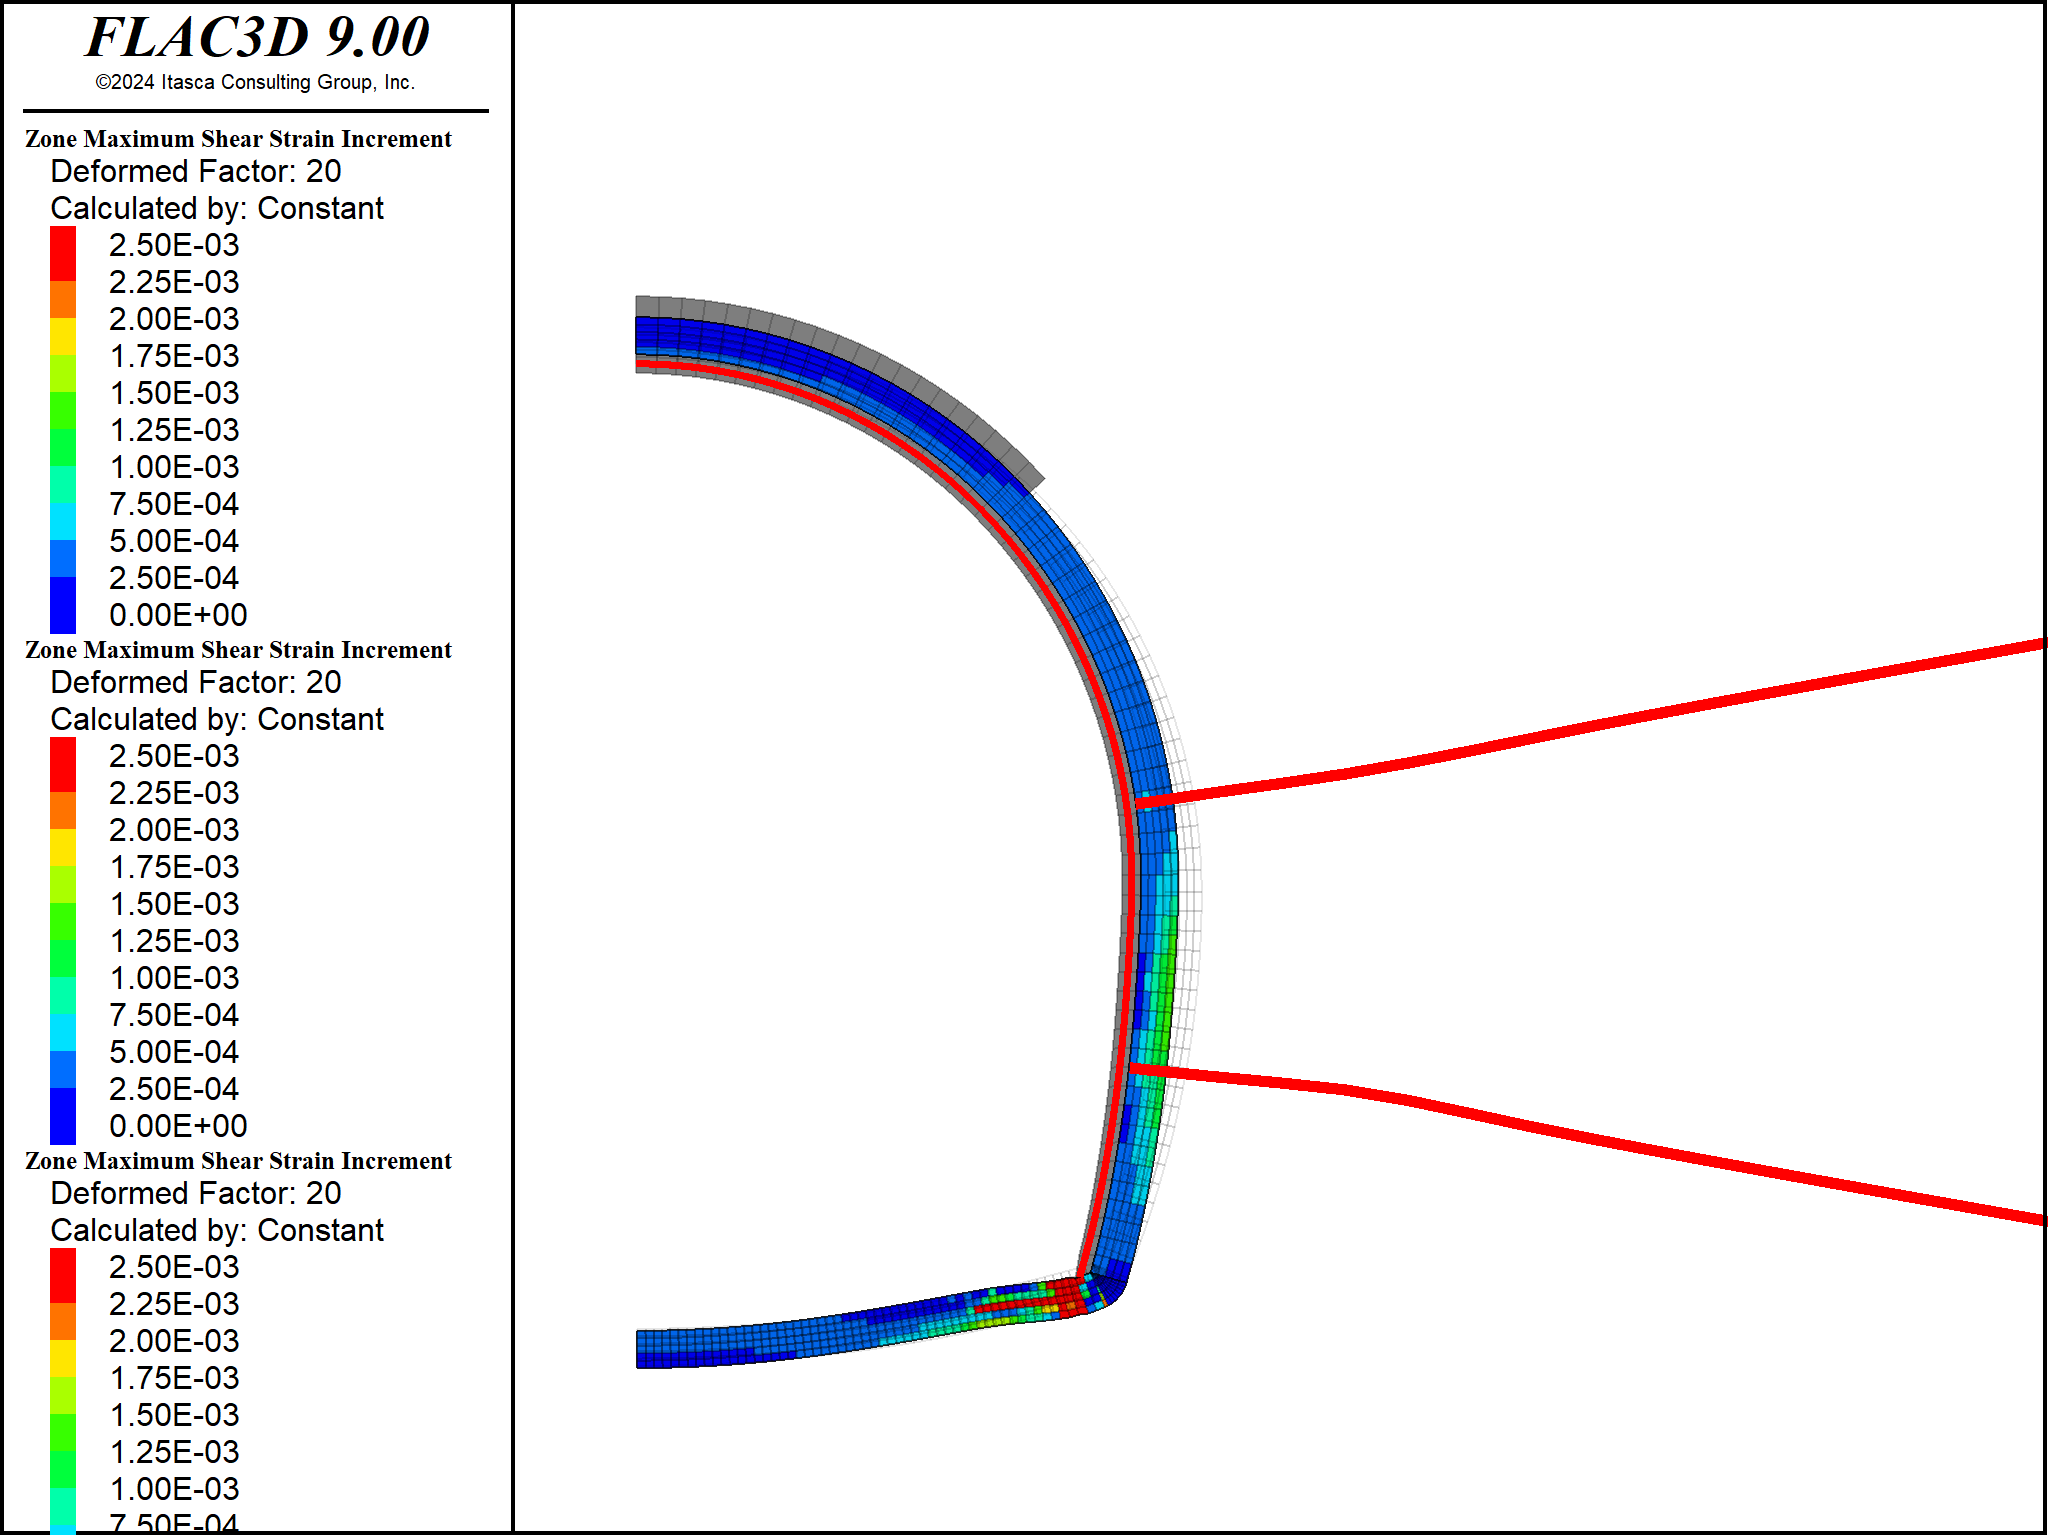 FLAC3D 9.00
©2024 Itasca Consulting Group, Inc.
Zone Maximum Shear Strain Increment
Deformed Factor: 20
Calculated by: Constant
2.50E-03
2.25E-03
2.00E-03
1.75E-03
1.50E-03
1.25E-03
1.00E-03
7.50E-04
5.00E-04
2.50E-04
0.00E+00
Zone Maximum Shear Strain Increment
Deformed Factor: 20
Calculated by: Constant
2.50E-03
2.25E-03
2.00E-03
1.75E-03
1.50E-03
1.25E-03
1.00E-03
7.50E-04
5.00E-04
2.50E-04
0.00E+00
Zone Maximum Shear Strain Increment
Deformed Factor: 20
Calculated by: Constant
2.50E-03
2.25E-03
2.00E-03
1.75E-03
1.50E-03
1.25E-03
1.00E-03
7.50E-04